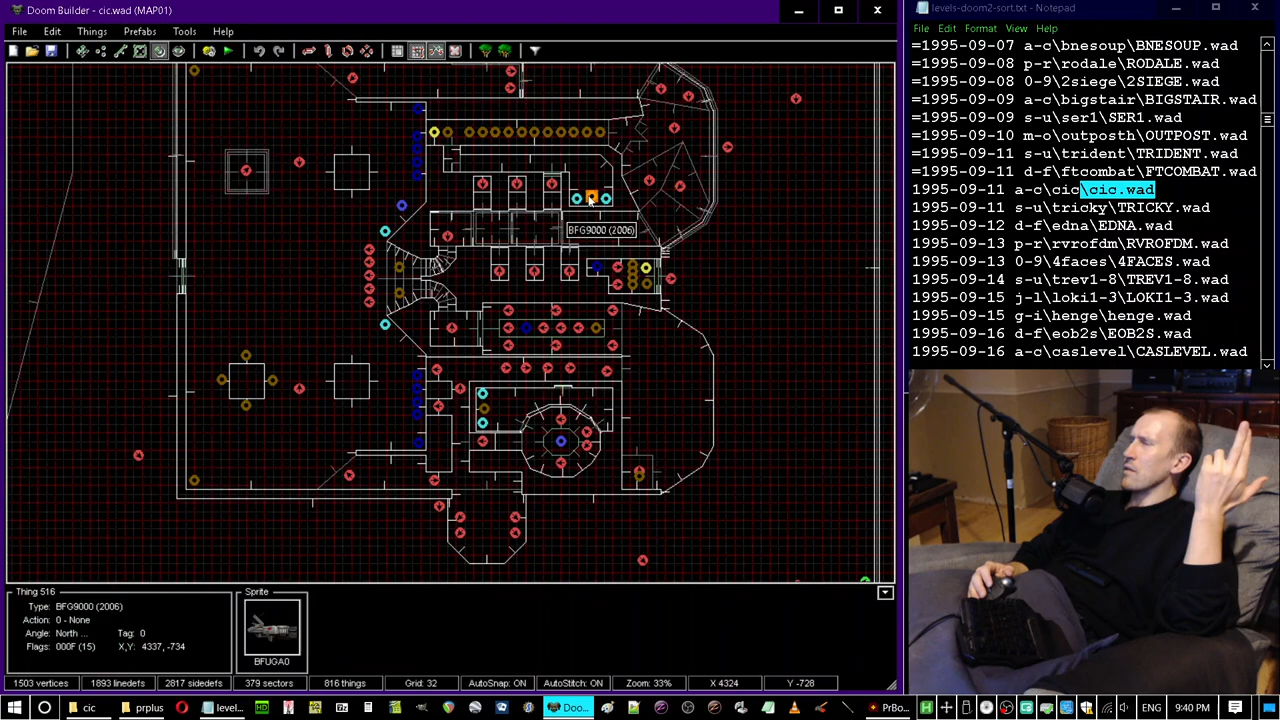 Doom Builder - cic.wad (MAP01)
File Edit Things Prefabs Tools Help
BFG9000 (2006)
Thing 516
Type: BFG9000 (2006)
Action: 0 - None
Angle: North ... Tag: 0
Flags: 000F (15) X,Y: 4337, -734
Sprite
BFUGA0
1503 vertices 1893 linedefs 2817 sidedefs 379 sectors 816 things Grid: 32 AutoSnap: ON AutoStitch: ON Zoom: 33% X 4324 Y -728
levels-doom2-sort.txt - Notepad
File Edit Format View Help
=1995-09-07 a-c\bnesoup\BNESOUP.wad
=1995-09-08 p-r\rodale\RODALE.wad
=1995-09-08 0-9\2siege\2SIEGE.wad
=1995-09-09 a-c\bigstair\BIGSTAIR.wad
=1995-09-09 s-u\ser1\SER1.wad
=1995-09-10 m-o\outposth\OUTPOST.wad
=1995-09-11 s-u\trident\TRIDENT.wad
=1995-09-11 d-f\ftcombat\FTCOMBAT.wad
1995-09-11 a-c\cic\cic.wad
1995-09-11 s-u\tricky\TRICKY.wad
1995-09-12 d-f\edna\EDNA.wad
1995-09-13 p-r\rvrofdm\RVROFDM.wad
1995-09-13 0-9\4faces\4FACES.wad
1995-09-14 s-u\trev1-8\TREV1-8.wad
1995-09-15 j-l\loki1-3\LOKI1-3.wad
1995-09-15 g-i\henge\henge.wad
1995-09-16 d-f\eob2s\EOB2S.wad
1995-09-16 a-c\caslevel\CASLEVEL.wad
cic prplus level... Doo... PrBo... ENG 9:40 PM